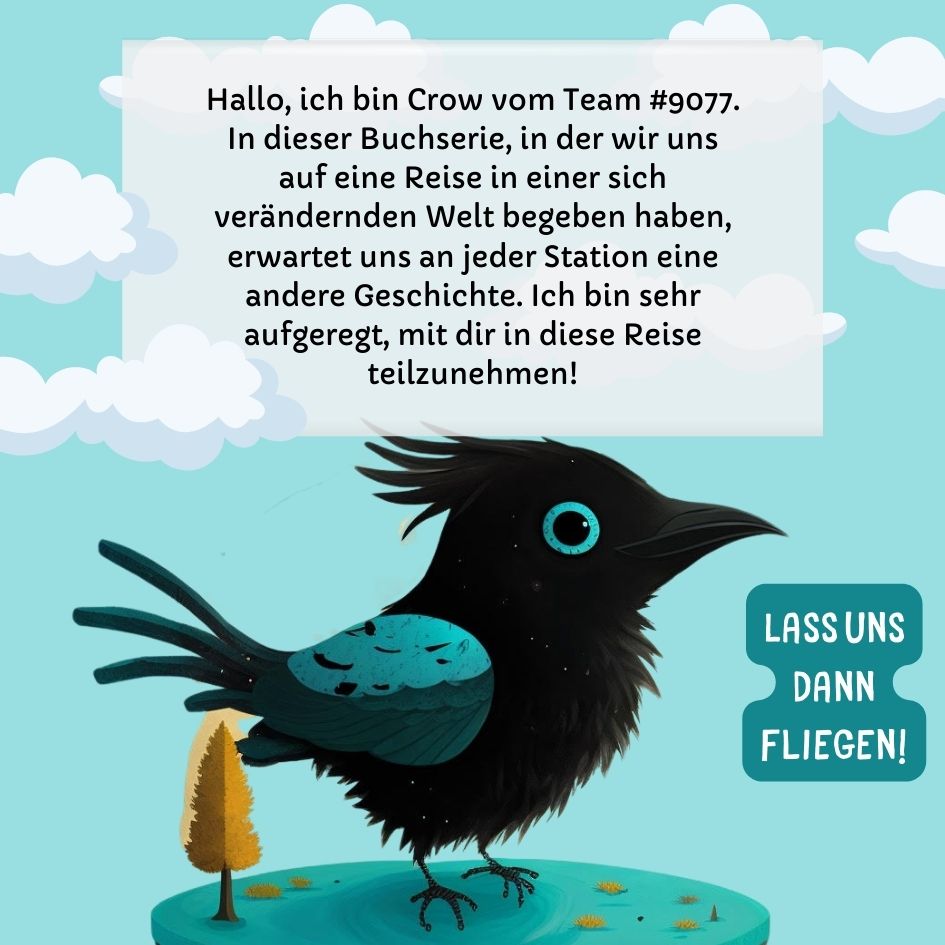 Hallo, ich bin Crow vom Team #9077.
In dieser Buchserie, in der wir uns
auf eine Reise in einer sich
verändernden Welt begeben haben,
erwartet uns an jeder Station eine
andere Geschichte. Ich bin sehr
aufgeregt, mit dir in diese Reise
teilzunehmen!
LASS UNS
DANN
FLIEGEN!